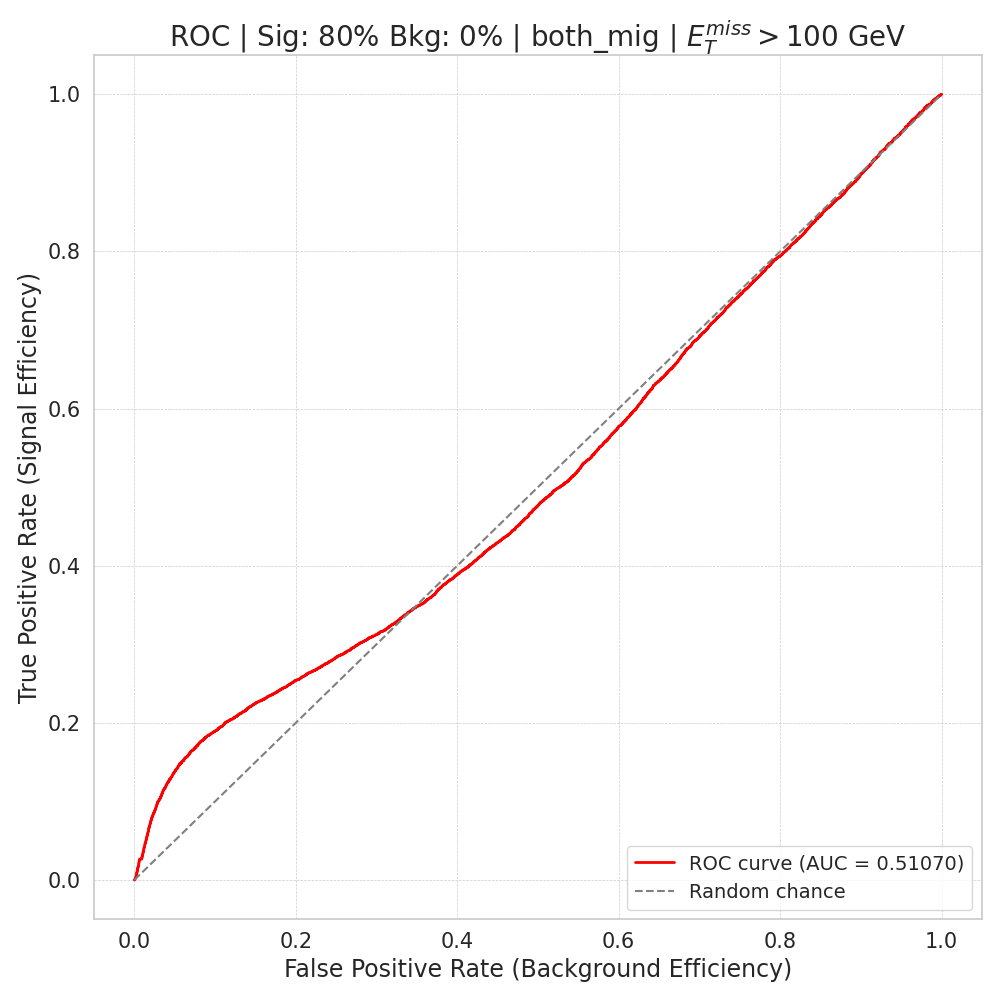 ROC | Sig: 80% Bkg: 0% | both_mig | $E_T^{miss} > 100$ GeV
True Positive Rate (Signal Efficiency)
1.0
0.8
0.6
0.4
0.2
0.0
ROC curve (AUC = 0.51070)
Random chance
0.0 0.2 0.4 0.6 0.8 1.0
False Positive Rate (Background Efficiency)